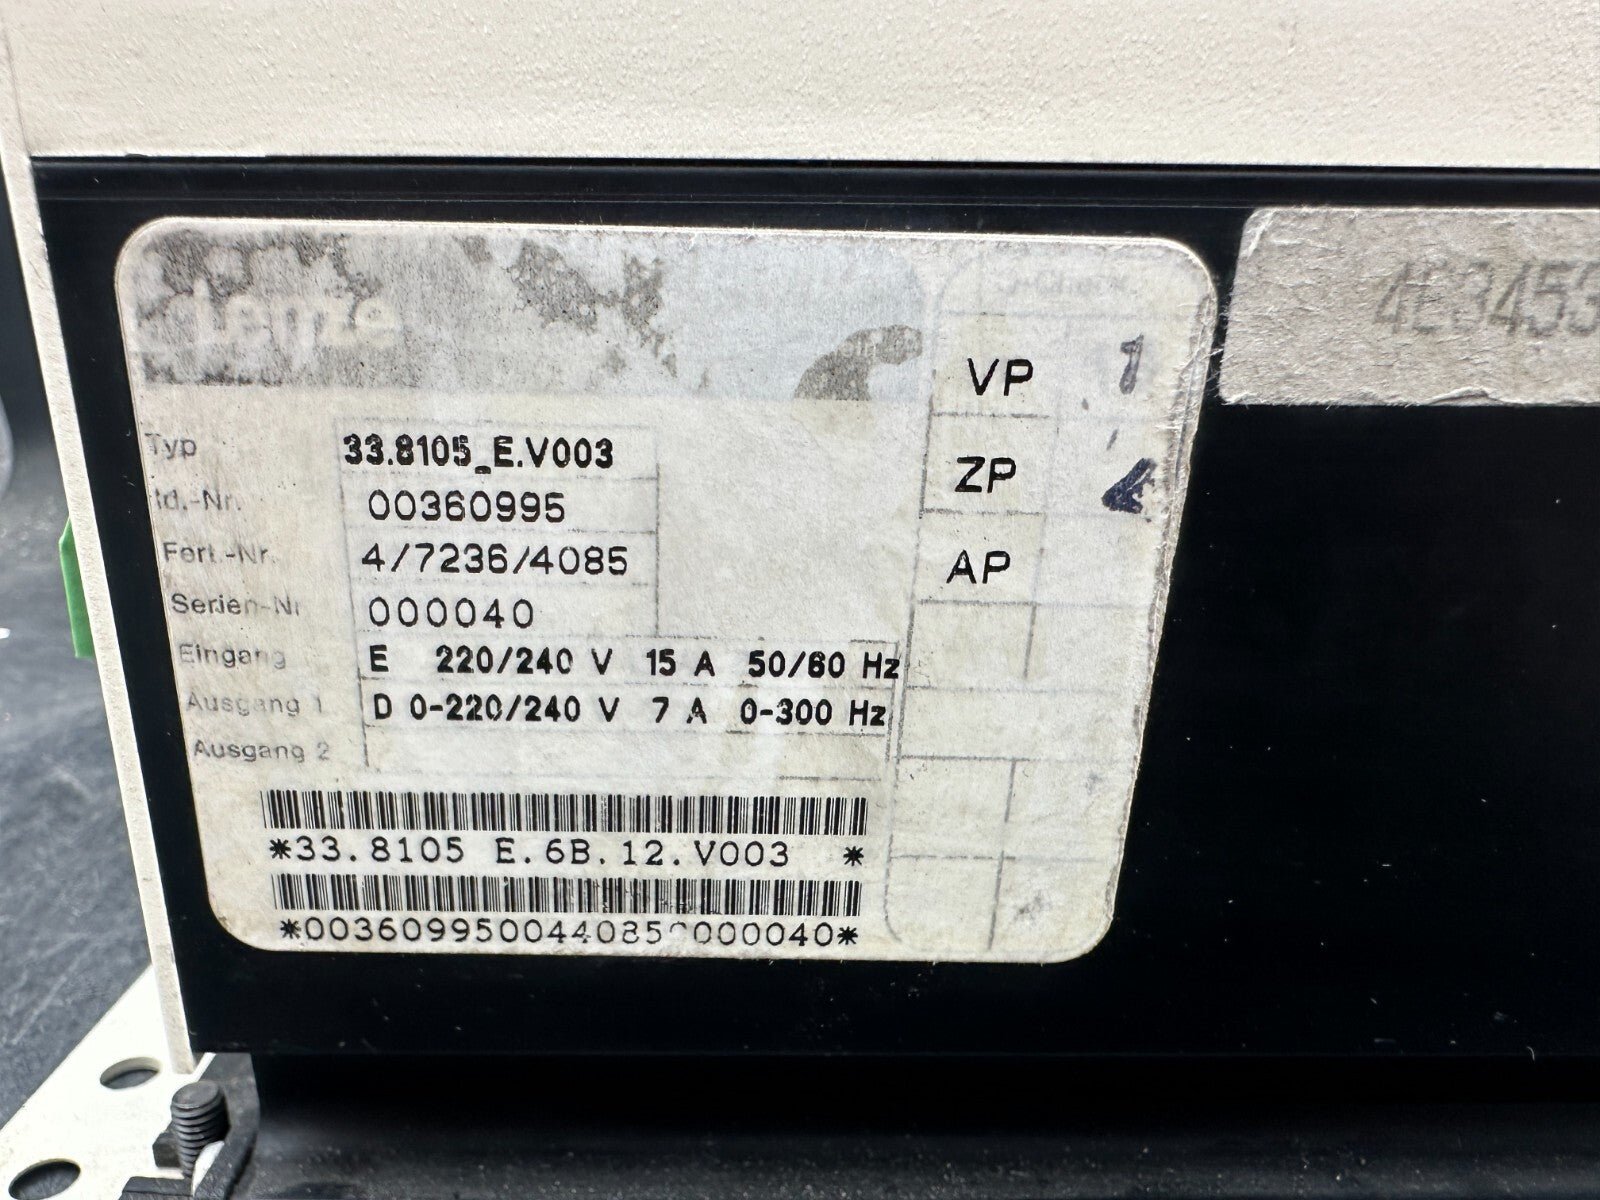 Lenze
Typ 33.8105_E.V003
Id.-Nr. 00360995
Fert.-Nr. 4/7236/4085
Serien-Nr 000040
Eingang E 220/240 V 15 A 50/60 Hz
Ausgang 1 D 0-220/240 V 7 A 0-300 Hz
Ausgang 2
*33.8105 E.6B.12.V003 *
VP
ZP
AP
4E3453